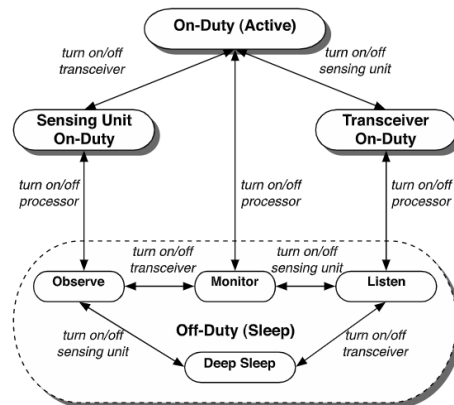 On-Duty (Active)
turn on/off
transceiver
turn on/off
sensing unit
Sensing Unit
On-Duty
Transceiver
On-Duty
turn on/off
processor
turn on/off
processor
turn on/off
processor
turn on/off
transceiver
turn on/off
sensing unit
Observe
Monitor
Listen
Off-Duty (Sleep)
turn on/off
sensing unit
turn on/off
transceiver
Deep Sleep